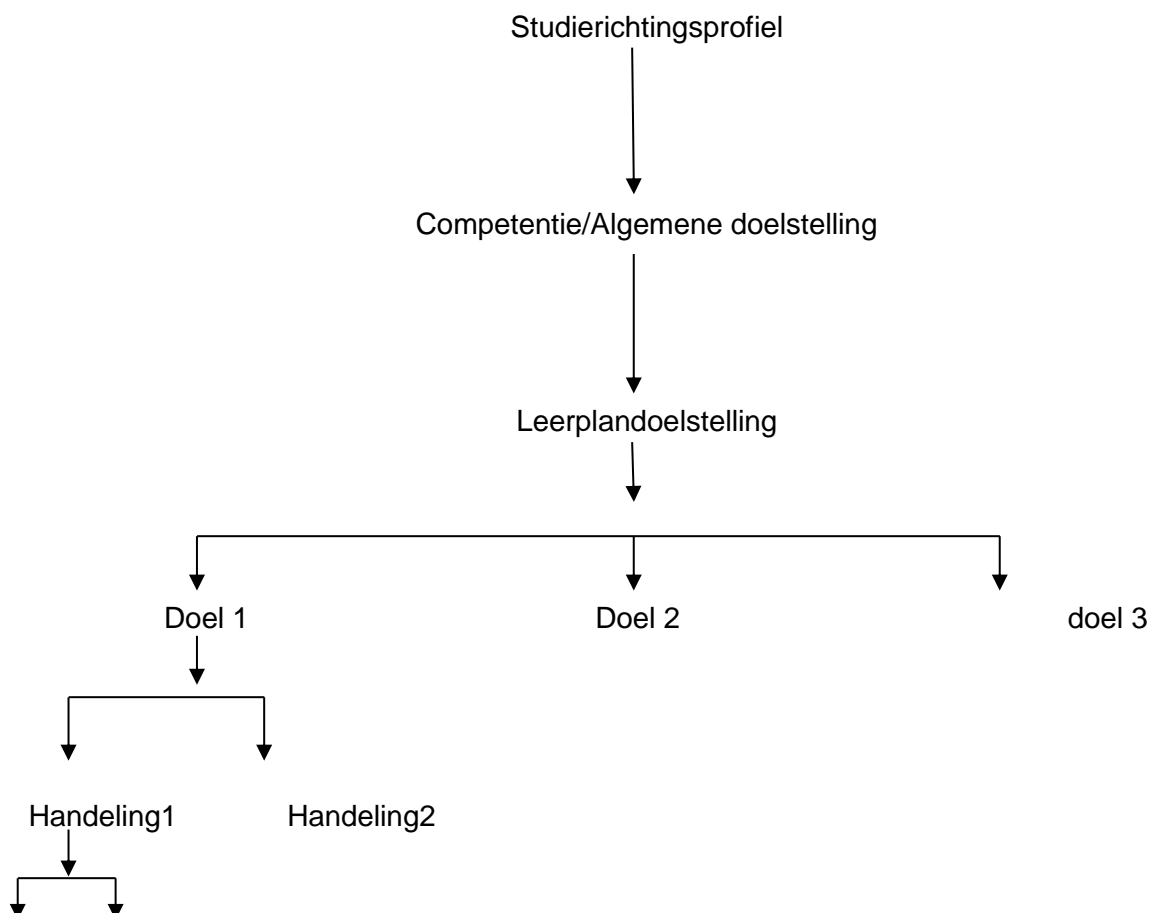 Studierichtingsprofiel
Competentie/Algemene doelstelling
Leerplandoelstelling
Doel 1 Doel 2 doel 3
Handeling1 Handeling2